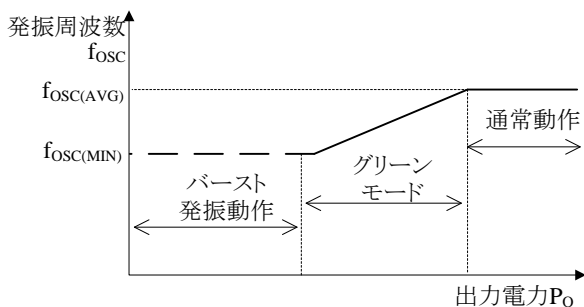 発振周波数
fOSC
fOSC(AVG)
fOSC(MIN)
通常動作
グリーン
モード
バースト
発振動作
出力電力PO